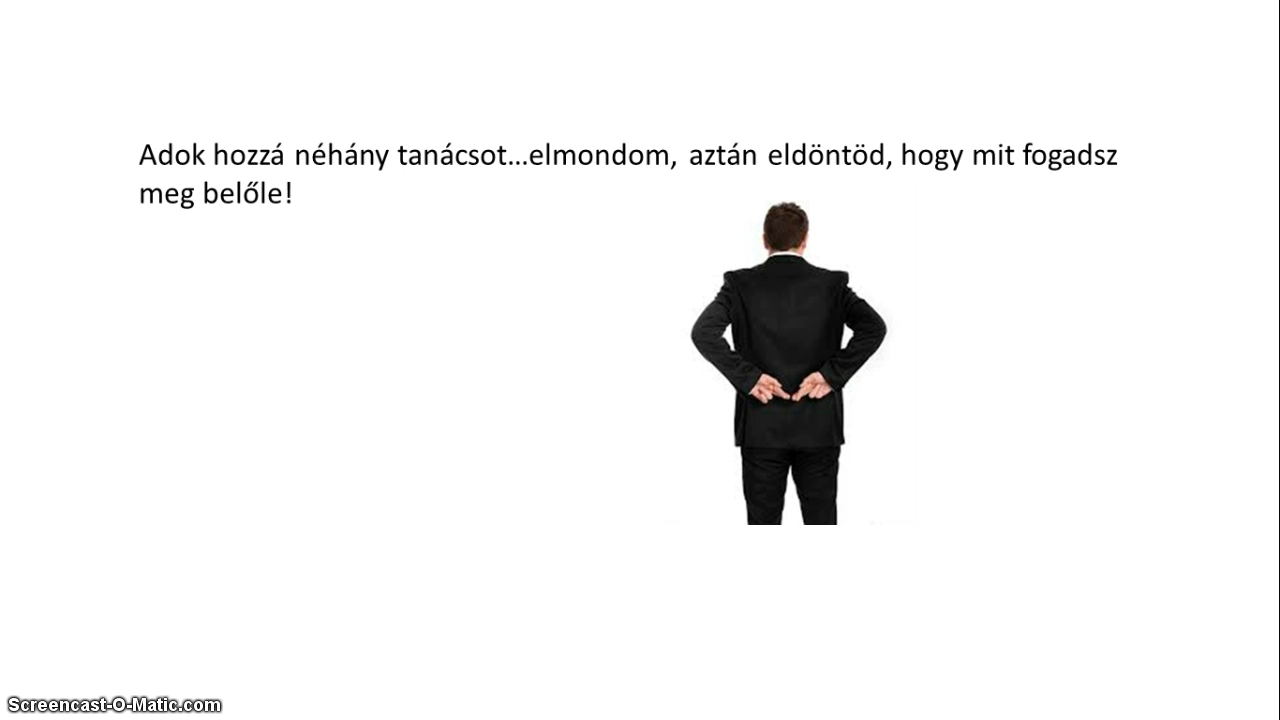 Adok hozzá néhány tanácsot…elmondom, aztán eldöntöd, hogy mit fogadsz
meg belőle!
Screencast-O-Matic.com